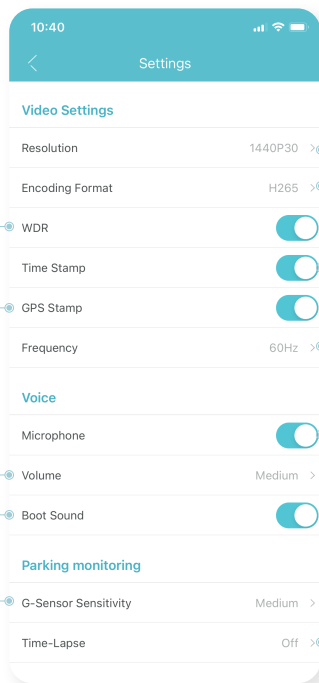 10:40
Settings
Video Settings
Resolution 1440P30
Encoding Format H265
WDR
Time Stamp
GPS Stamp
Frequency 60Hz
Voice
Microphone
Volume Medium
Boot Sound
Parking monitoring
G-Sensor Sensitivity Medium
Time-Lapse Off